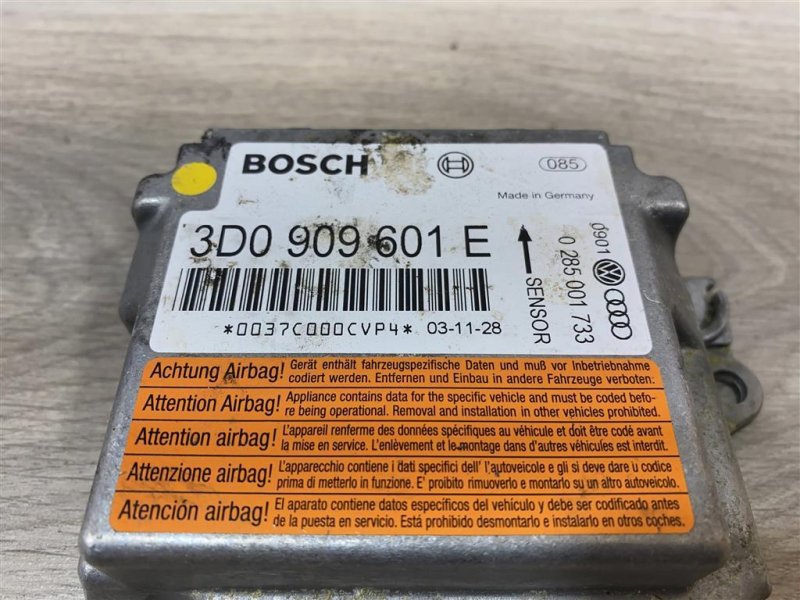 BOSCH
085
Made in Germany
3D0 909 601 E
*0037C000CVP4* 03-11-28
SENSOR
0 285 001 733
0901
Achtung Airbag! Gerät enthält fahrzeugspezifische Daten und muß vor Inbetriebnahme
codiert werden. Entfernen und Einbau in andere Fahrzeuge verboten.
Attention Airbag! Appliance contains data for the specific vehicle and must be coded befo-
re being operational. Removal and installation in other vehicles prohibited.
Attention airbag! L'appareil renferme des données spécifiques au véhicule et doit être codé avant
la mise en service. L'enlèvement et le montage dans d'autres véhicules est interdit.
Attenzione airbag! L'apparecchio contiene i dati specifici dell' l'autoveicolo e gli si deve dare u codice
prima di metterlo in funzione. E' proibito rimuoverlo e montarlo su un altro autoveicolo.
Atención airbag! El aparato contiene datos específicos del vehículo y debe ser codificado antes
de la puesta en servicio. Está prohibido desmontarlo e instalarlo en otros coches.